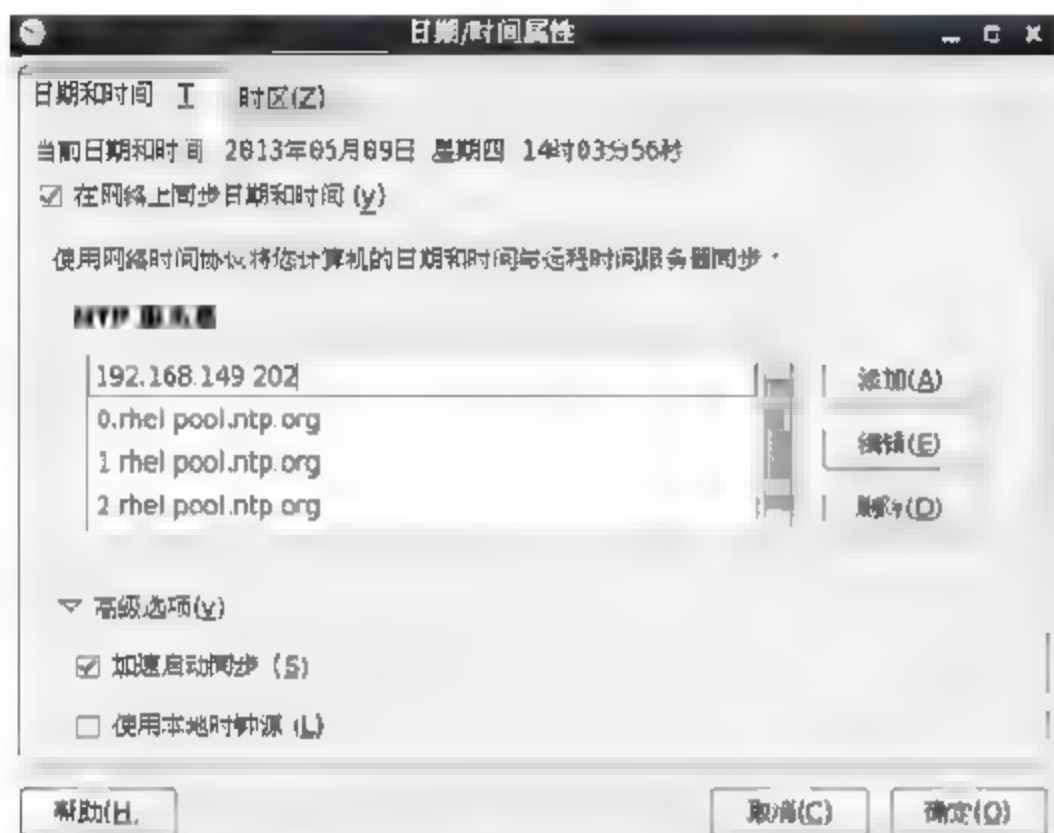 日期/时间属性
日期和时间 T 时区(Z)
当前日期和时间 2013年05月09日 星期四 14时03分56秒
在网络上同步日期和时间 (y)
使用网络时间协议将您计算机的日期和时间与远程时间服务器同步。
NTP 服务器
192.168.149 202
添加(A)
0.rhel pool.ntp.org
编辑(E)
1 rhel pool.ntp.org
2 rhel pool.ntp org
删除(D)
高级选项(v)
加速启动同步 (S)
使用本地时钟源 (L)
帮助(H.
取消(C)
确定(O)